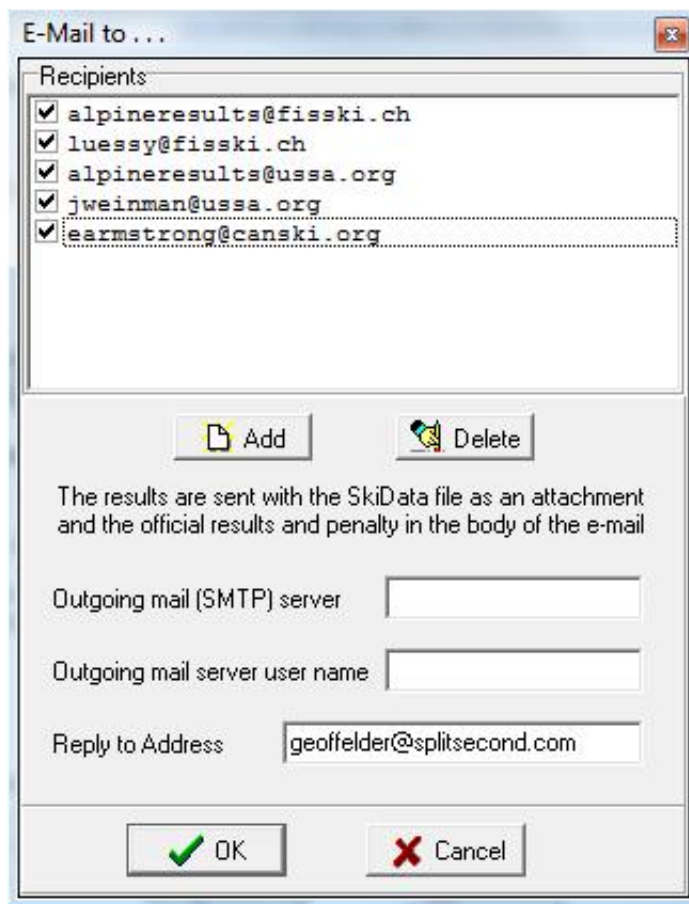 E-Mail to . . .
Recipients
alpineresults@fisski.ch
luessy@fisski.ch
alpineresults@ussa.org
jweinman@ussa.org
earmstrong@canski.org
Add
Delete
The results are sent with the SkiData file as an attachment
and the official results and penalty in the body of the e-mail
Outgoing mail (SMTP) server
Outgoing mail server user name
Reply to Address
geoffelder@splitsecond.com
OK
Cancel